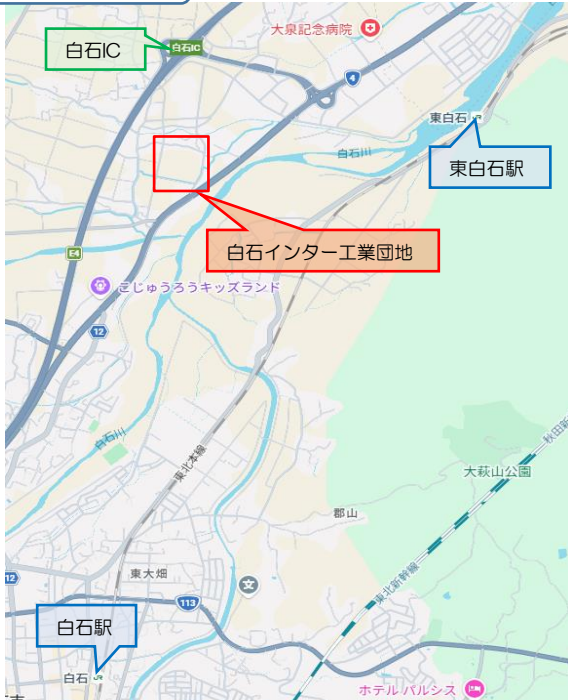 大泉記念病院
白石IC
白石IC
4
東白石
白石川
東白石駅
白石インター工業団地
E4
こじゅうろうキッズランド
12
白石川
東北本線
秋田新
大萩山公園
郡山
東北新幹線
東大畑
文
12
113
白石駅
白石
ホテル パルシス